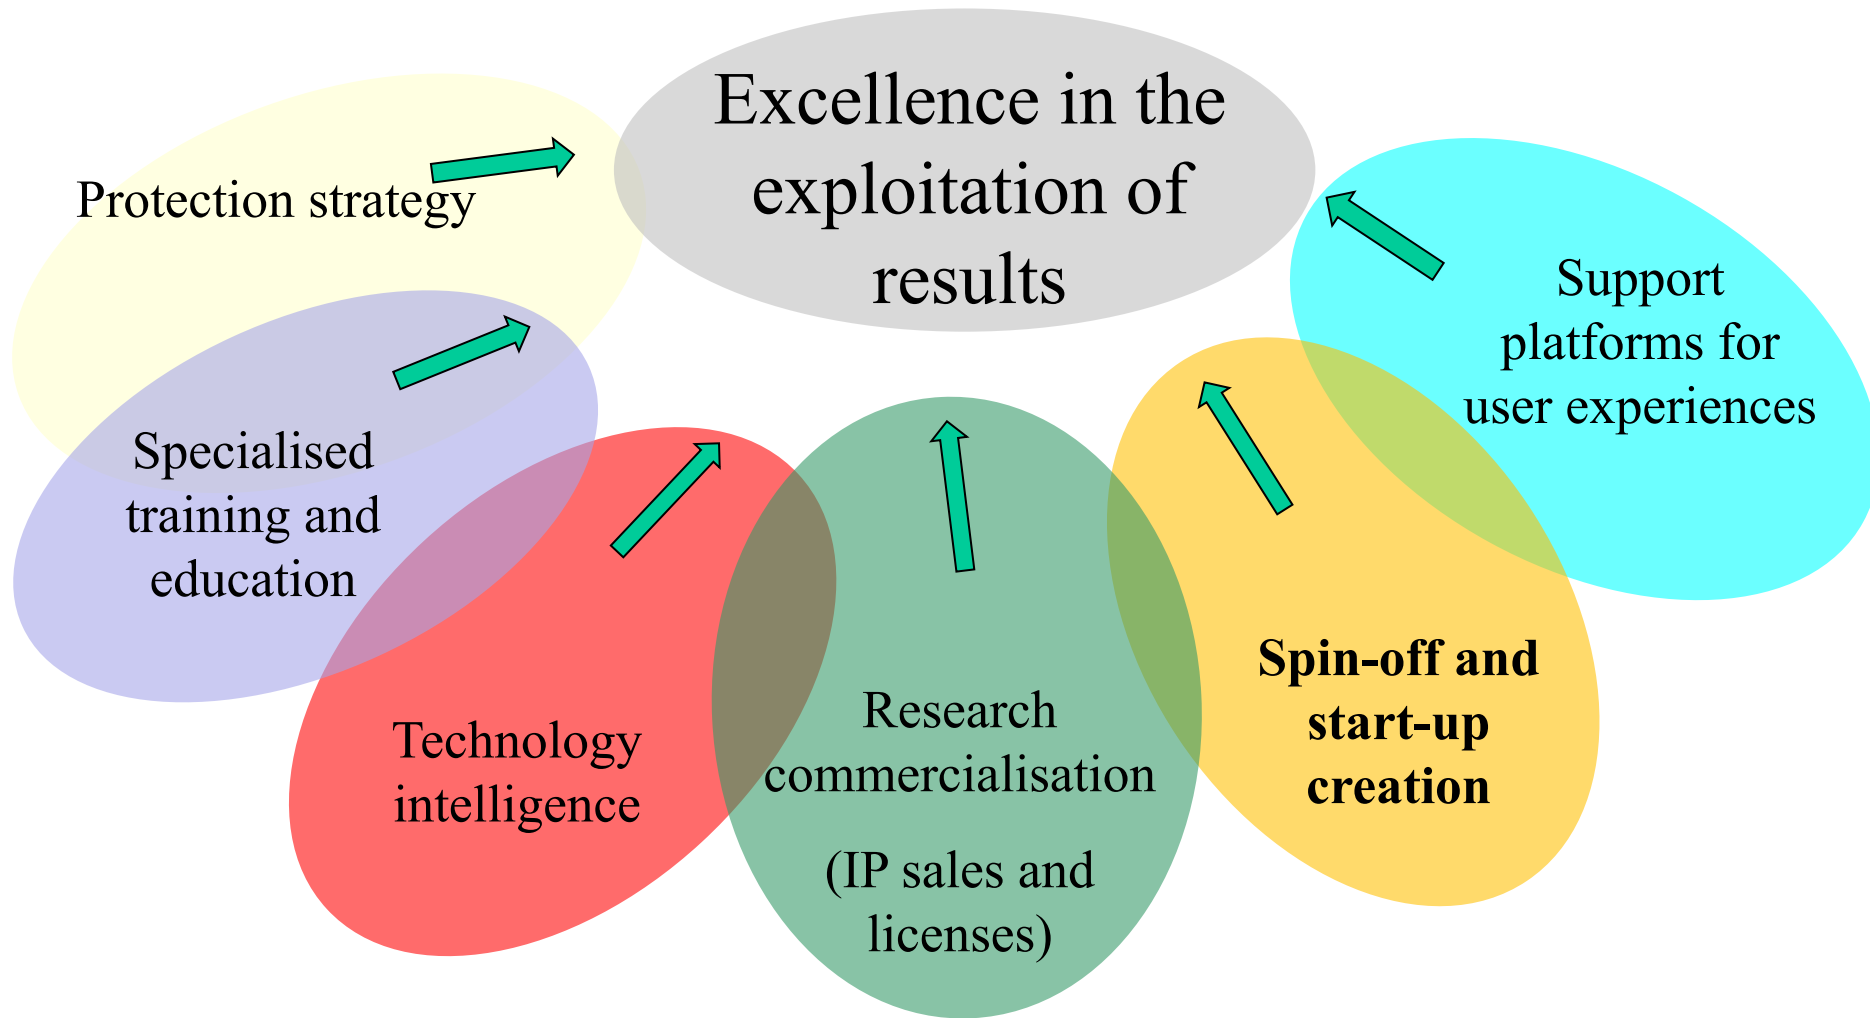 Excellence in the
exploitation of
results
Protection strategy
Specialised
training and
education
Technology
intelligence
Research
commercialisation
(IP sales and
licenses)
Spin-off and
start-up
creation
Support
platforms for
user experiences